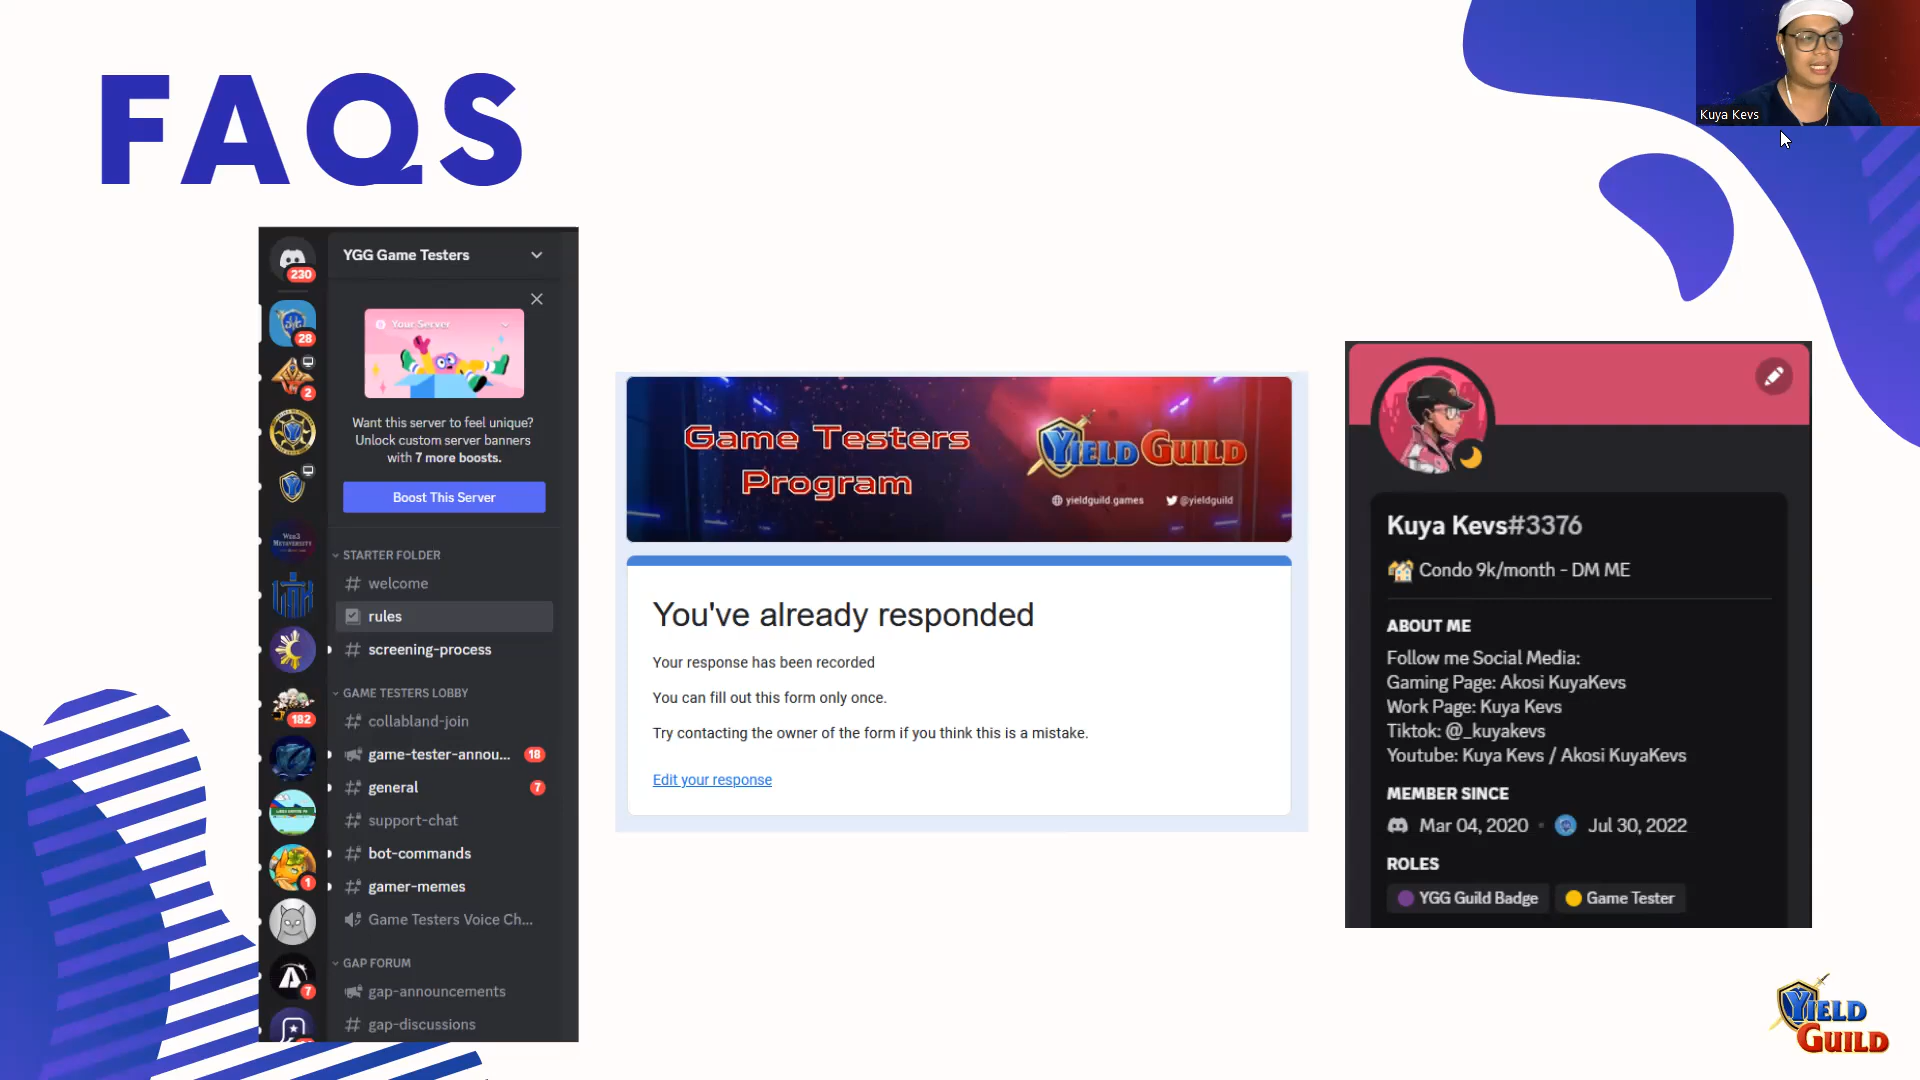 FAQS
Kuya Kevs
YGG Game Testers
230
28
2
182
1
7
Your Server
Want this server to feel unique?
Unlock custom server banners
with 7 more boosts.
Boost This Server
STARTER FOLDER
welcome
rules
screening-process
GAME TESTERS LOBBY
collabland-join
game-tester-annou... 18
general 7
support-chat
bot-commands
gamer-memes
Game Testers Voice Ch...
GAP FORUM
gap-announcements
gap-discussions
Game Testers
Program
YIELD GUILD
yieldguild.games @yieldguild
You've already responded
Your response has been recorded
You can fill out this form only once.
Try contacting the owner of the form if you think this is a mistake.
Edit your response
Kuya Kevs#3376
Condo 9k/month - DM ME
ABOUT ME
Follow me Social Media:
Gaming Page: Akosi KuyaKevs
Work Page: Kuya Kevs
Tiktok: @_kuyakevs
Youtube: Kuya Kevs / Akosi KuyaKevs
MEMBER SINCE
Mar 04, 2020 • Jul 30, 2022
ROLES
YGG Guild Badge Game Tester
YIELD
GUILD